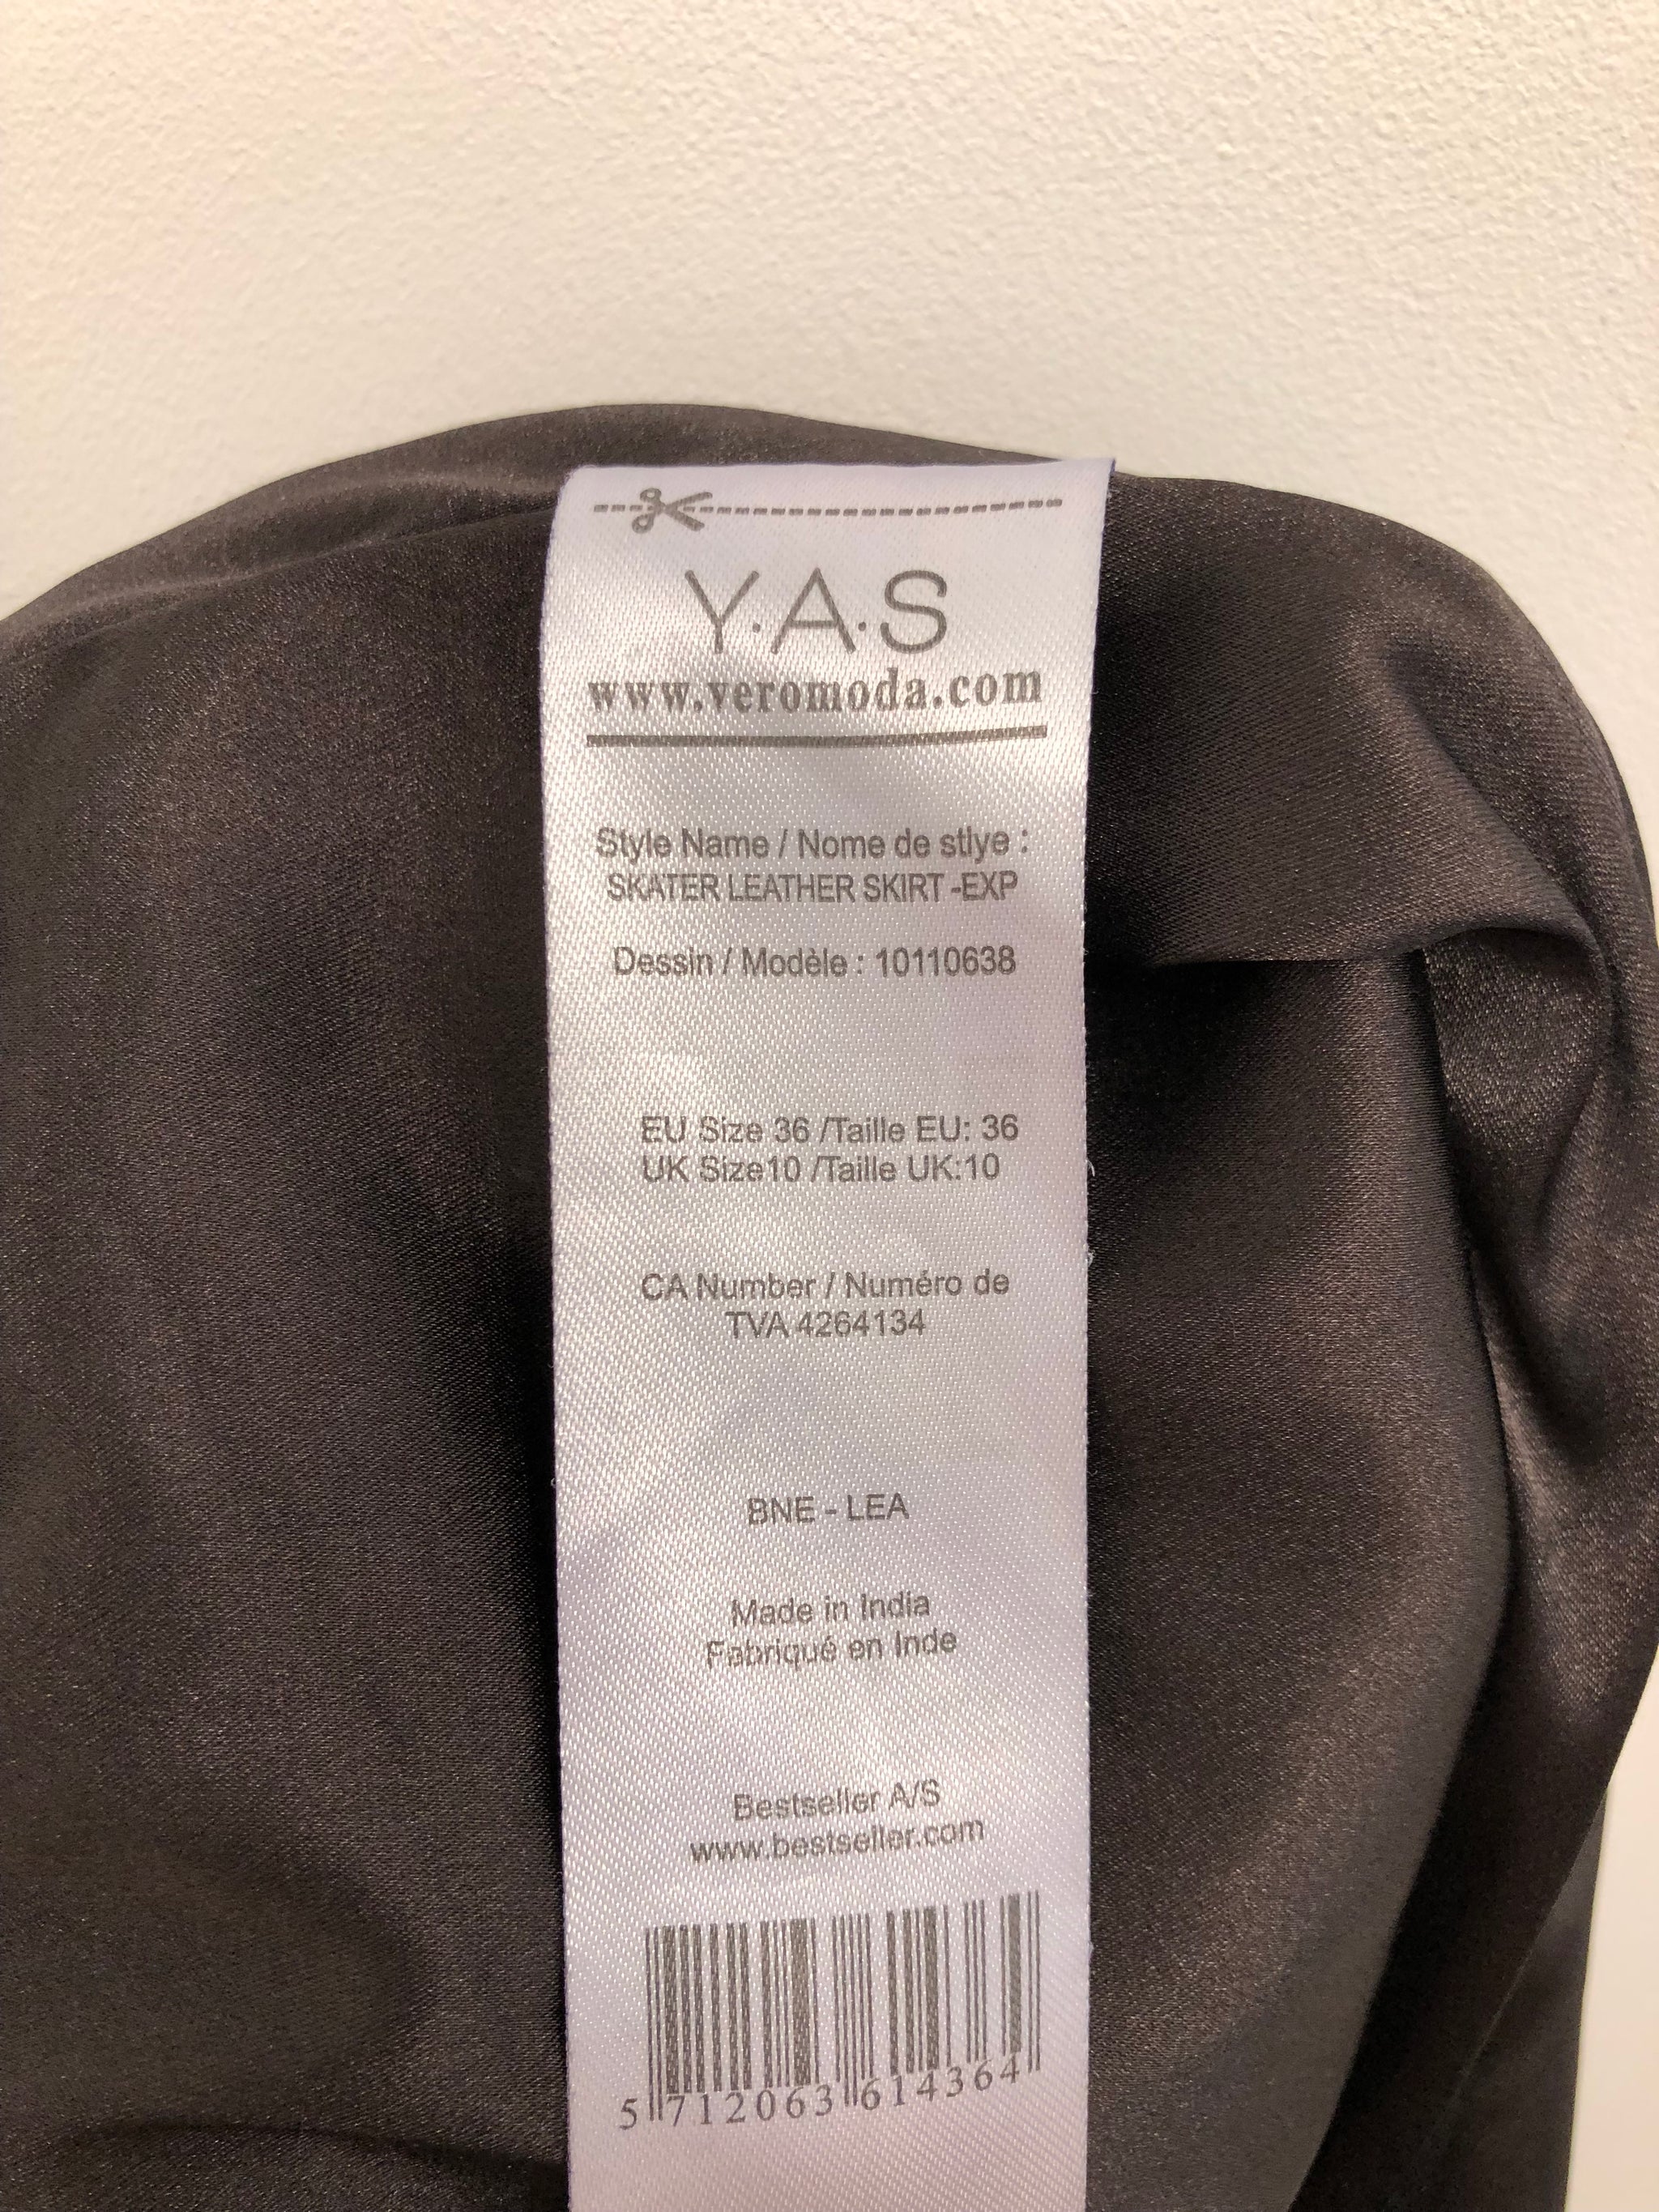 Y.A.S
www.veromoda.com
Style Name / Nome de stlye :
SKATER LEATHER SKIRT -EXP
Dessin / Modèle : 10110638
EU Size 36 /Taille EU: 36
UK Size10 /Taille UK:10
CA Number / Numéro de
TVA 4264134
BNE - LEA
Made in India
Fabriqué en Inde
Bestseller A/S
www.bestseller.com
5 712063 614364